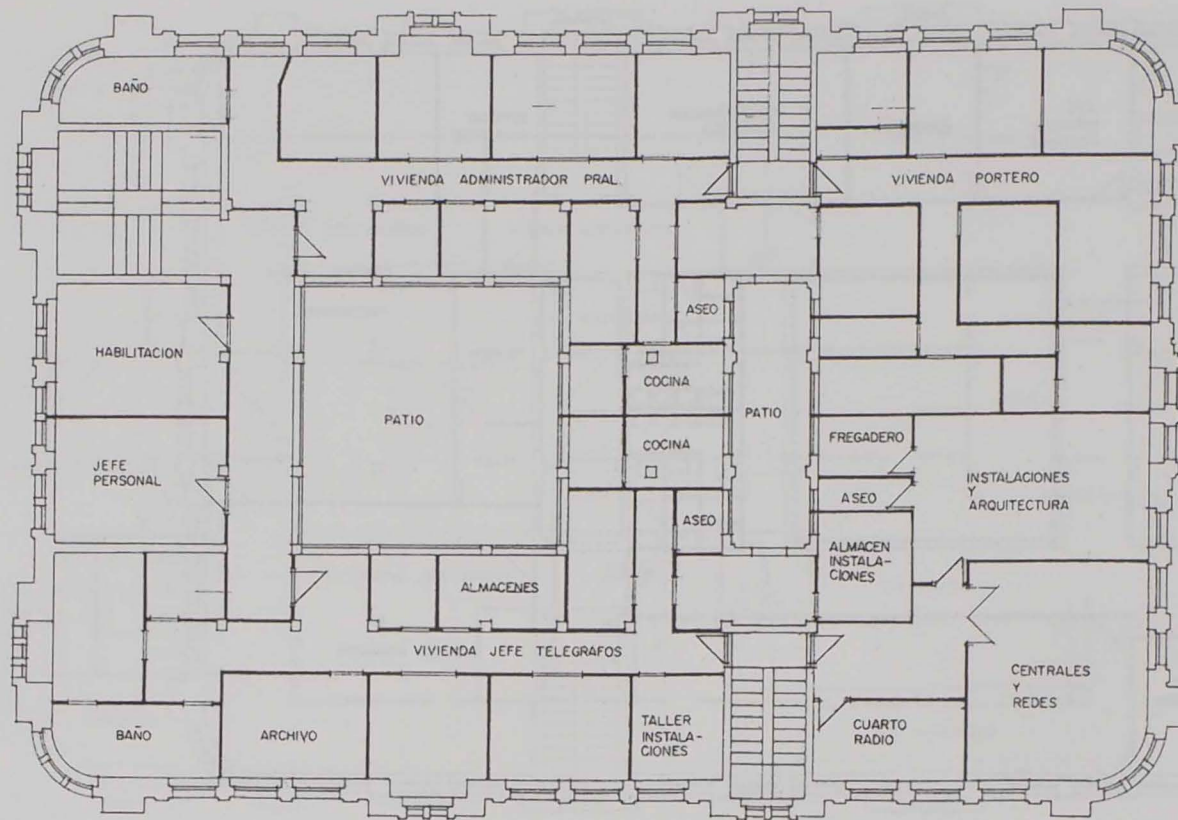 BAÑO
VIVIENDA ADMINISTRADOR PRAL.
VIVIENDA PORTERO
ASEO
HABILITACION
COCINA
PATIO
PATIO
COCINA
FREGADERO
JEFE
PERSONAL
INSTALACIONES
Y
ARQUITECTURA
ASEO
ASEO
ALMACEN
INSTALA-
CIONES
ALMACENES
VIVIENDA JEFE TELEGRAFOS
CENTRALES
Y
REDES
BAÑO
ARCHIVO
TALLER
INSTALA-
CIONES
CUARTO
RADIO